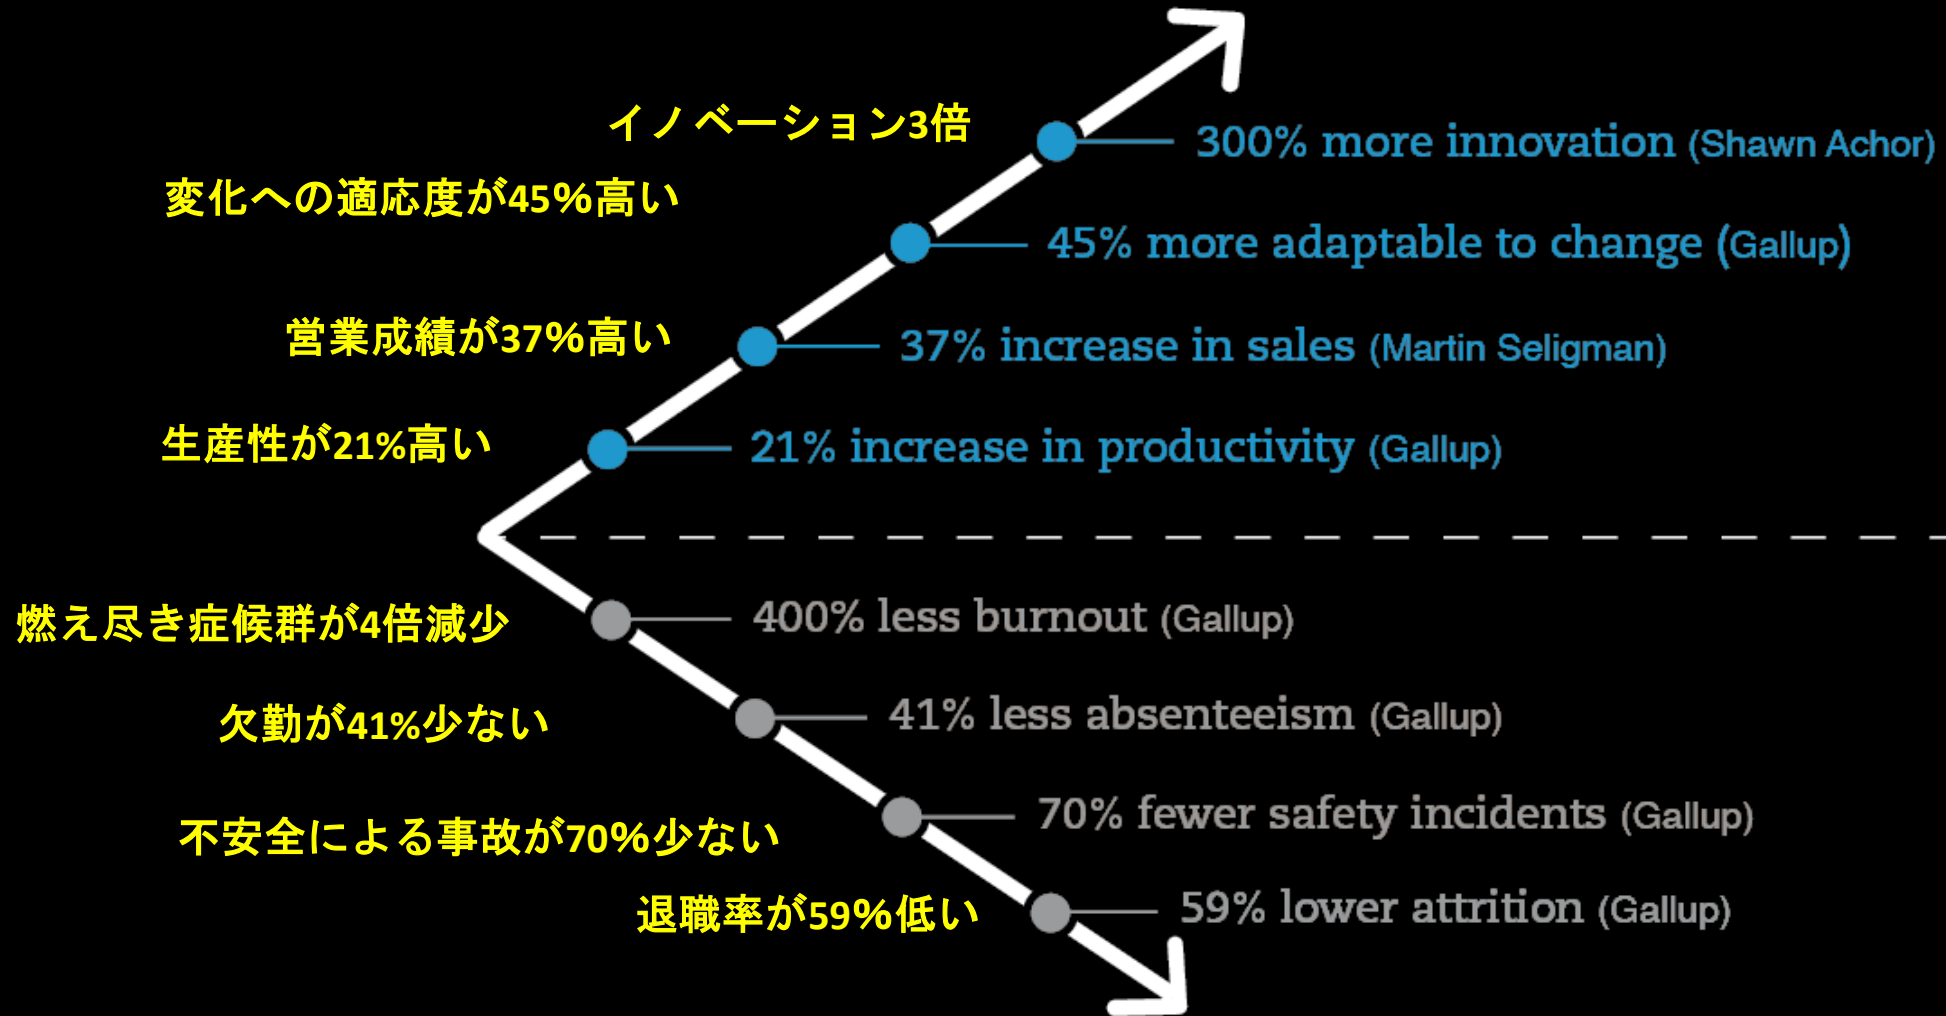 イノベーション3倍
300% more innovation (Shawn Achor)
変化への適応度が45%高い
45% more adaptable to change (Gallup)
営業成績が37%高い
37% increase in sales (Martin Seligman)
生産性が21%高い
21% increase in productivity (Gallup)
燃え尽き症候群が4倍減少
400% less burnout (Gallup)
欠勤が41%少ない
41% less absenteeism (Gallup)
不安全による事故が70%少ない
70% fewer safety incidents (Gallup)
退職率が59%低い
59% lower attrition (Gallup)